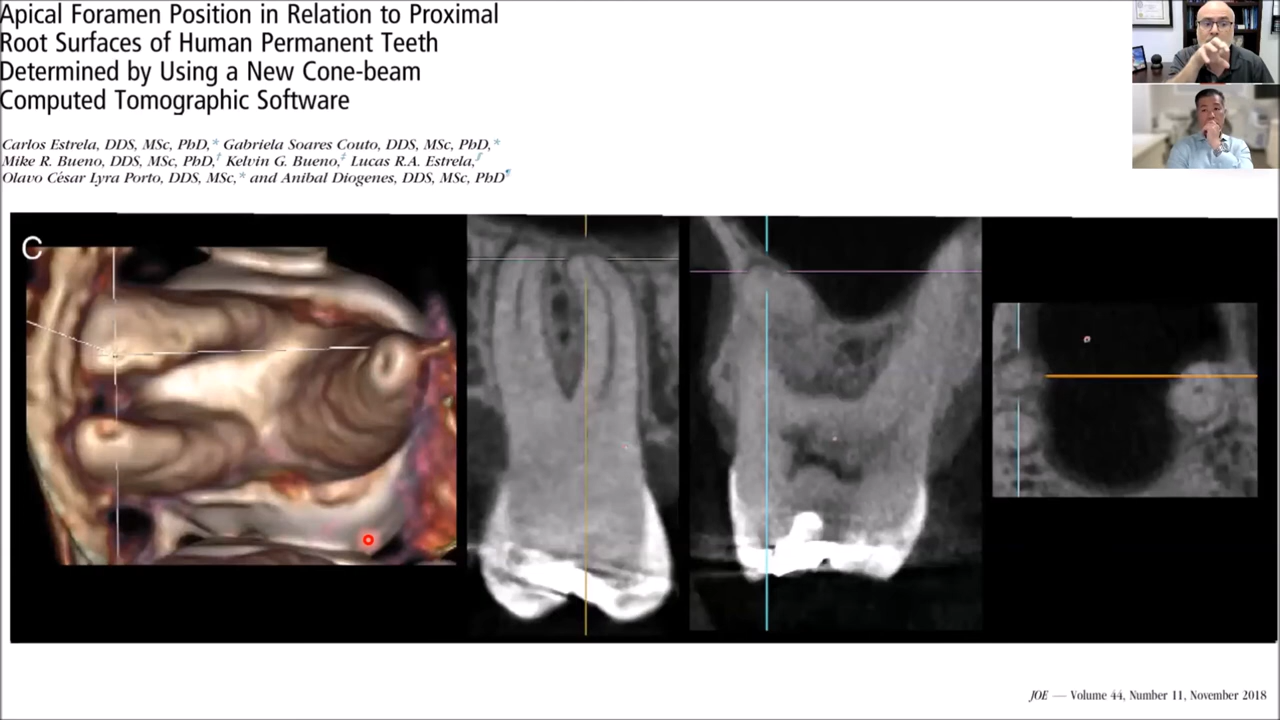 Apical Foramen Position in Relation to Proximal
Root Surfaces of Human Permanent Teeth
Determined by Using a New Cone-beam
Computed Tomographic Software
Carlos Estrela, DDS, MSc, PhD,* Gabriela Soares Couto, DDS, MSc, PhD,*
Mike R. Bueno, DDS, MSc, PhD,† Kelvin G. Bueno,‡ Lucas R.A. Estrela,§
Olavo César Lyra Porto, DDS, MSc,* and Anibal Diogenes, DDS, MSc, PhD¶
C
JOE — Volume 44, Number 11, November 2018